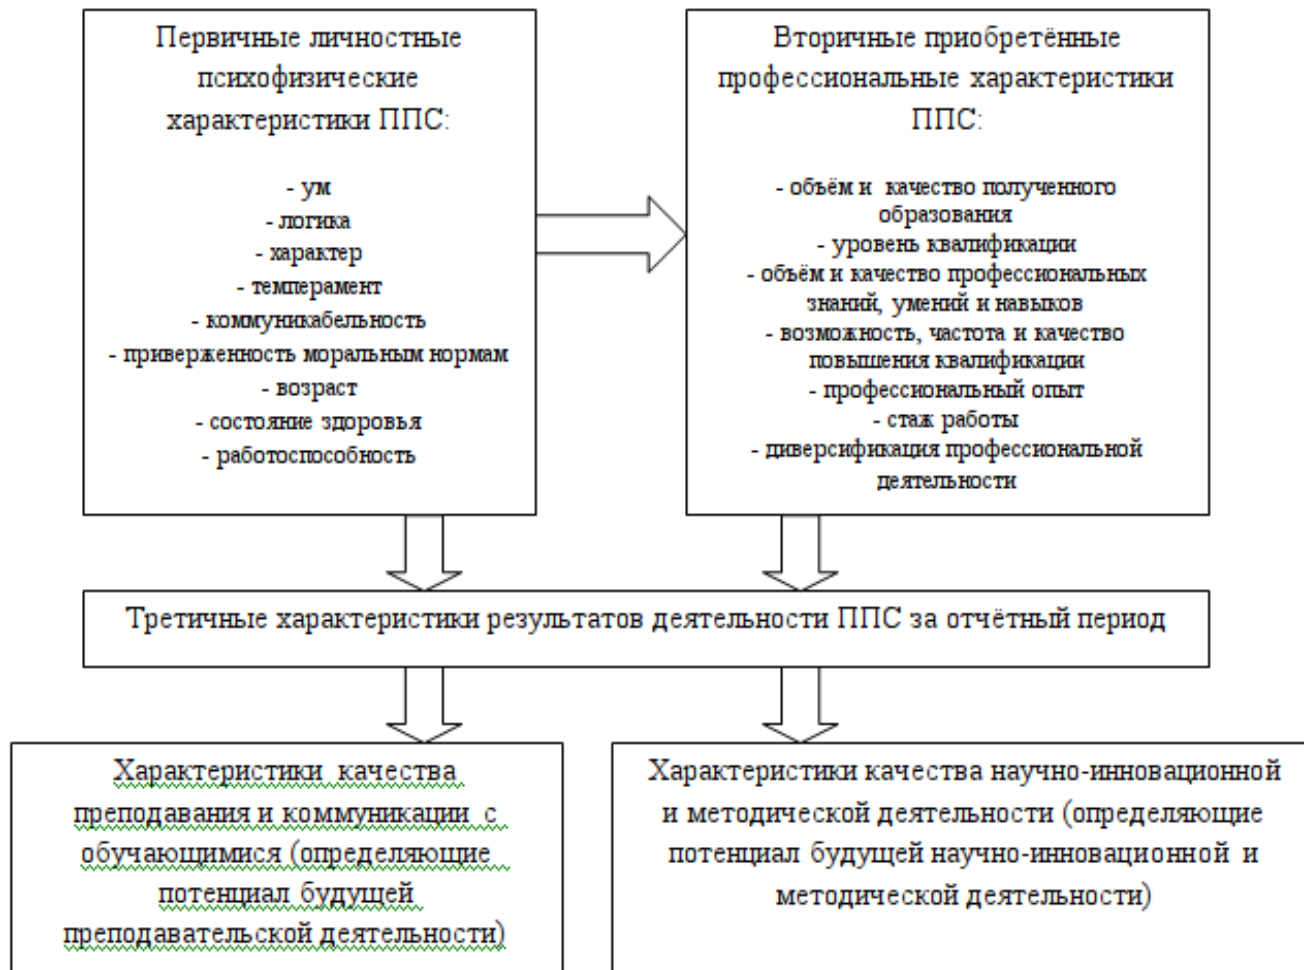 Первичные личностные
психофизические
характеристики ППС:
- ум
- логика
- характер
- темперамент
- коммуникабельность
- приверженность моральным нормам
- возраст
- состояние здоровья
- работоспособность
Вторичные приобретённые
профессиональные характеристики
ППС:
- объём и качество полученного
образования
- уровень квалификации
- объём и качество профессиональных
знаний, умений и навыков
- возможность, частота и качество
повышения квалификации
- профессиональный опыт
- стаж работы
- диверсификация профессиональной
деятельности
Третичные характеристики результатов деятельности ППС за отчётный период
Характеристики качества
преподавания и коммуникации с
обучающимися (определяющие
потенциал будущей
преподавательской деятельности)
Характеристики качества научно-инновационной
и методической деятельности (определяющие
потенциал будущей научно-инновационной и
методической деятельности)